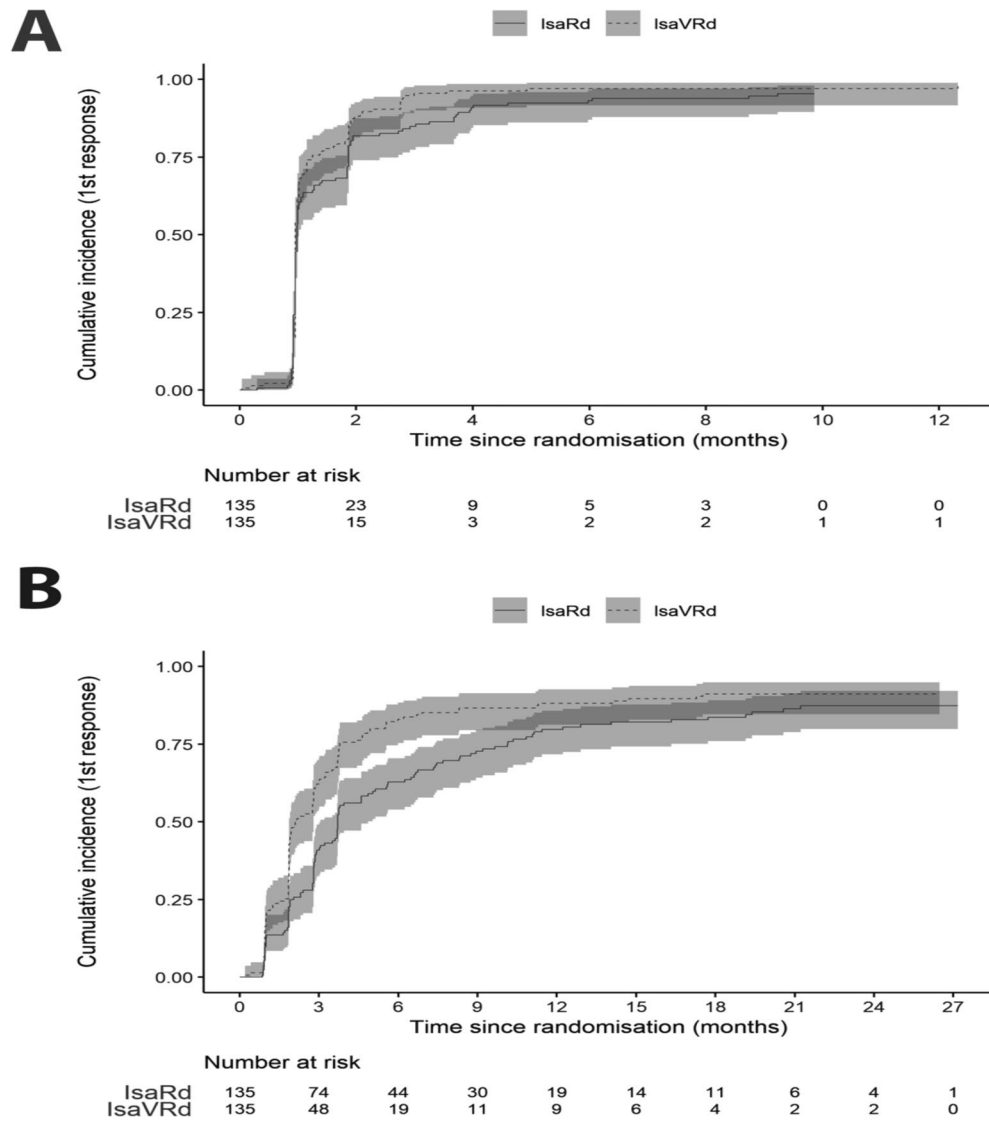 A
IsaRd IsaVRd
Cumulative incidence (1st response)
1.00
0.75
0.50
0.25
0.00
0 2 4 6 8 10 12
Time since randomisation (months)
Number at risk
IsaRd 135 23 9 5 3 0 0
IsaVRd 135 15 3 2 2 1 1
B
IsaRd IsaVRd
Cumulative incidence (1st response)
1.00
0.75
0.50
0.25
0.00
0 3 6 9 12 15 18 21 24 27
Time since randomisation (months)
Number at risk
IsaRd 135 74 44 30 19 14 11 6 4 1
IsaVRd 135 48 19 11 9 6 4 2 2 0